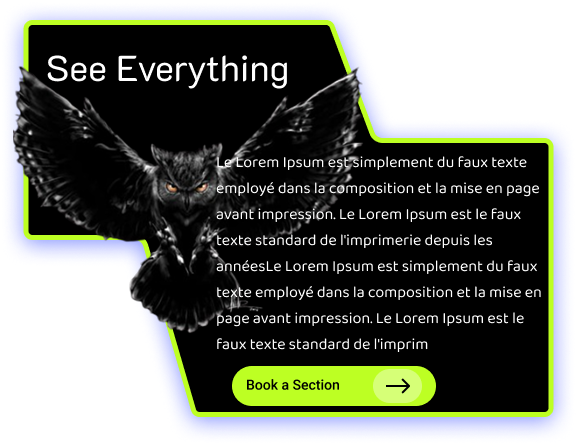 See Everything
Le Lorem Ipsum est simplement du faux texte
employé dans la composition et la mise en page
avant impression. Le Lorem Ipsum est le faux
texte standard de l'imprimerie depuis les
annéesLe Lorem Ipsum est simplement du faux
texte employé dans la composition et la mise en
page avant impression. Le Lorem Ipsum est le
faux texte standard de l'imprim
Book a Section